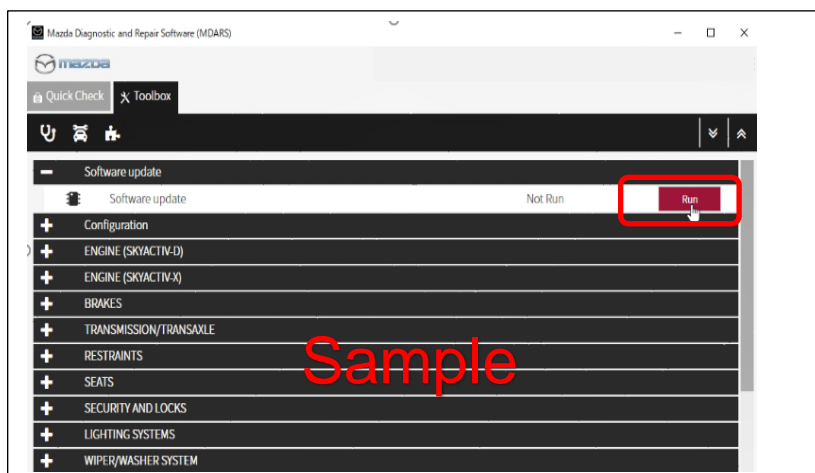 Mazda Diagnostic and Repair Software (MDARS)
mazda
Quick Check Toolbox
Software update
Software update Not Run Run
Configuration
ENGINE (SKYACTIV-D)
ENGINE (SKYACTIV-X)
BRAKES
TRANSMISSION/TRANSAXLE
RESTRAINTS
Sample
SEATS
SECURITY AND LOCKS
LIGHTING SYSTEMS
WIPER/WASHER SYSTEM